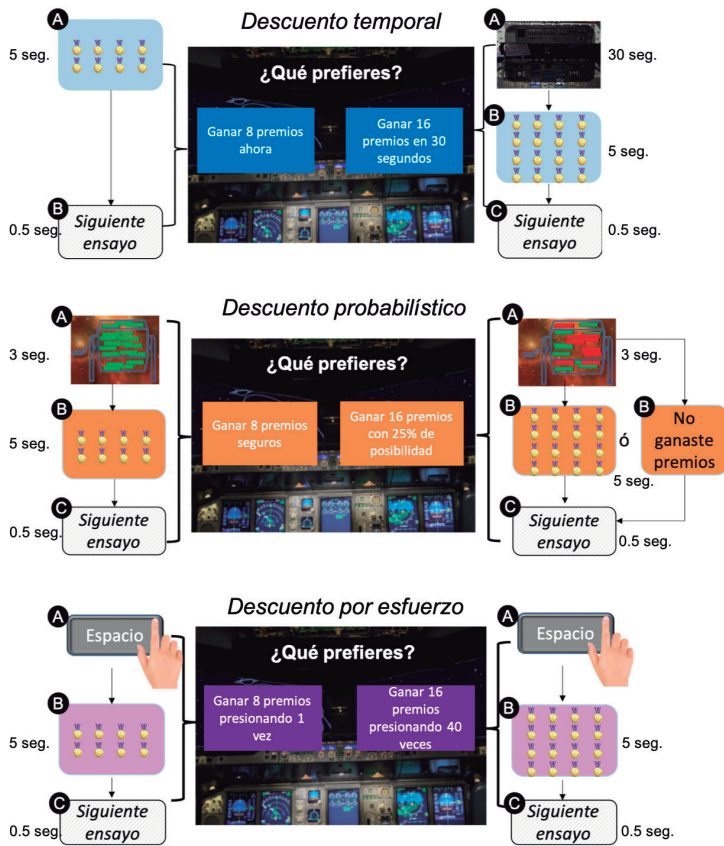 Descuento temporal
A
5 seg.
B
0.5 seg.
Siguiente
ensayo
¿Qué prefieres?
Ganar 8 premios
ahora
Ganar 16
premios en 30
segundos
A
30 seg.
B
5 seg.
C
Siguiente
ensayo
0.5 seg.
Descuento probabilístico
A
3 seg.
B
5 seg.
C
0.5 seg.
Siguiente
ensayo
¿Qué prefieres?
Ganar 8 premios
seguros
Ganar 16 premios
con 25% de
posibilidad
A
3 seg.
B
ó
B
No
ganaste
premios
5 seg.
C
Siguiente
ensayo
0.5 seg.
Descuento por esfuerzo
A
Espacio
B
5 seg.
C
0.5 seg.
Siguiente
ensayo
¿Qué prefieres?
Ganar 8 premios
presionando 1
vez
Ganar 16
premios
presionando 40
veces
A
Espacio
B
5 seg.
C
Siguiente
ensayo
0.5 seg.